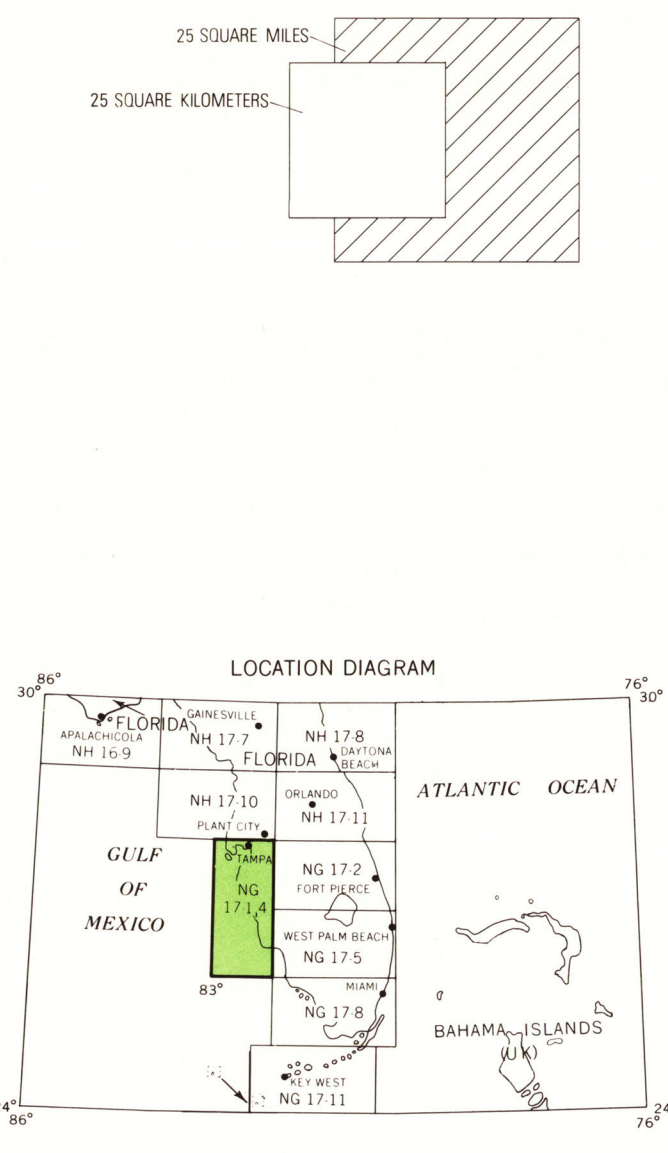 25 SQUARE MILES
25 SQUARE KILOMETERS
LOCATION DIAGRAM
86°
30°
76°
30°
GAINESVILLE
FLORIDA
NH 17-7
APALACHICOLA
NH 16-9
NH 17-8
FLORIDA
DAYTONA
BEACH
ATLANTIC OCEAN
NH 17-10
ORLANDO
NH 17-11
PLANT CITY
GULF
OF
MEXICO
TAMPA
NG
17-1,4
NG 17-2
FORT PIERCE
WEST PALM BEACH
NG 17-5
83°
MIAMI
NG 17-8
BAHAMA ISLANDS
(UK)
KEY WEST
NG 17-11
4°
86°
24
76°